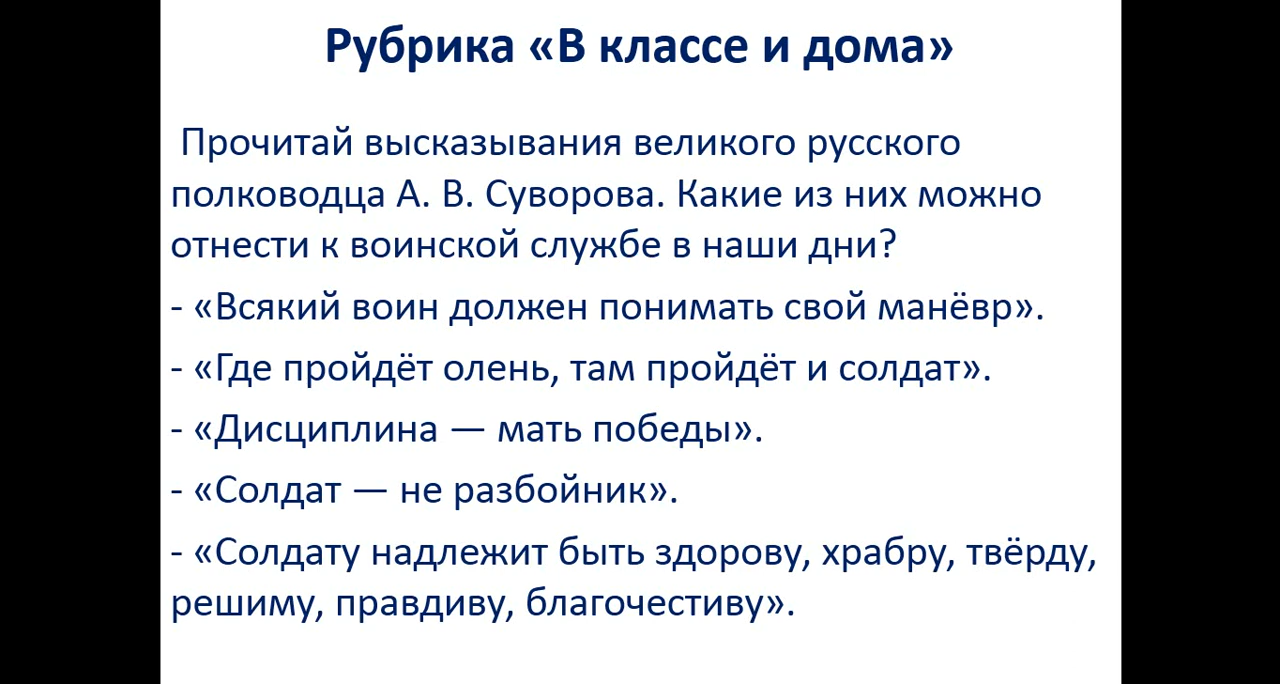 Рубрика «В классе и дома»
Прочитай высказывания великого русского
полководца А. В. Суворова. Какие из них можно
отнести к воинской службе в наши дни?
- «Всякий воин должен понимать свой манёвр».
- «Где пройдёт олень, там пройдёт и солдат».
- «Дисциплина — мать победы».
- «Солдат — не разбойник».
- «Солдату надлежит быть здорову, храбру, твёрду,
решиму, правдиву, благочестиву».